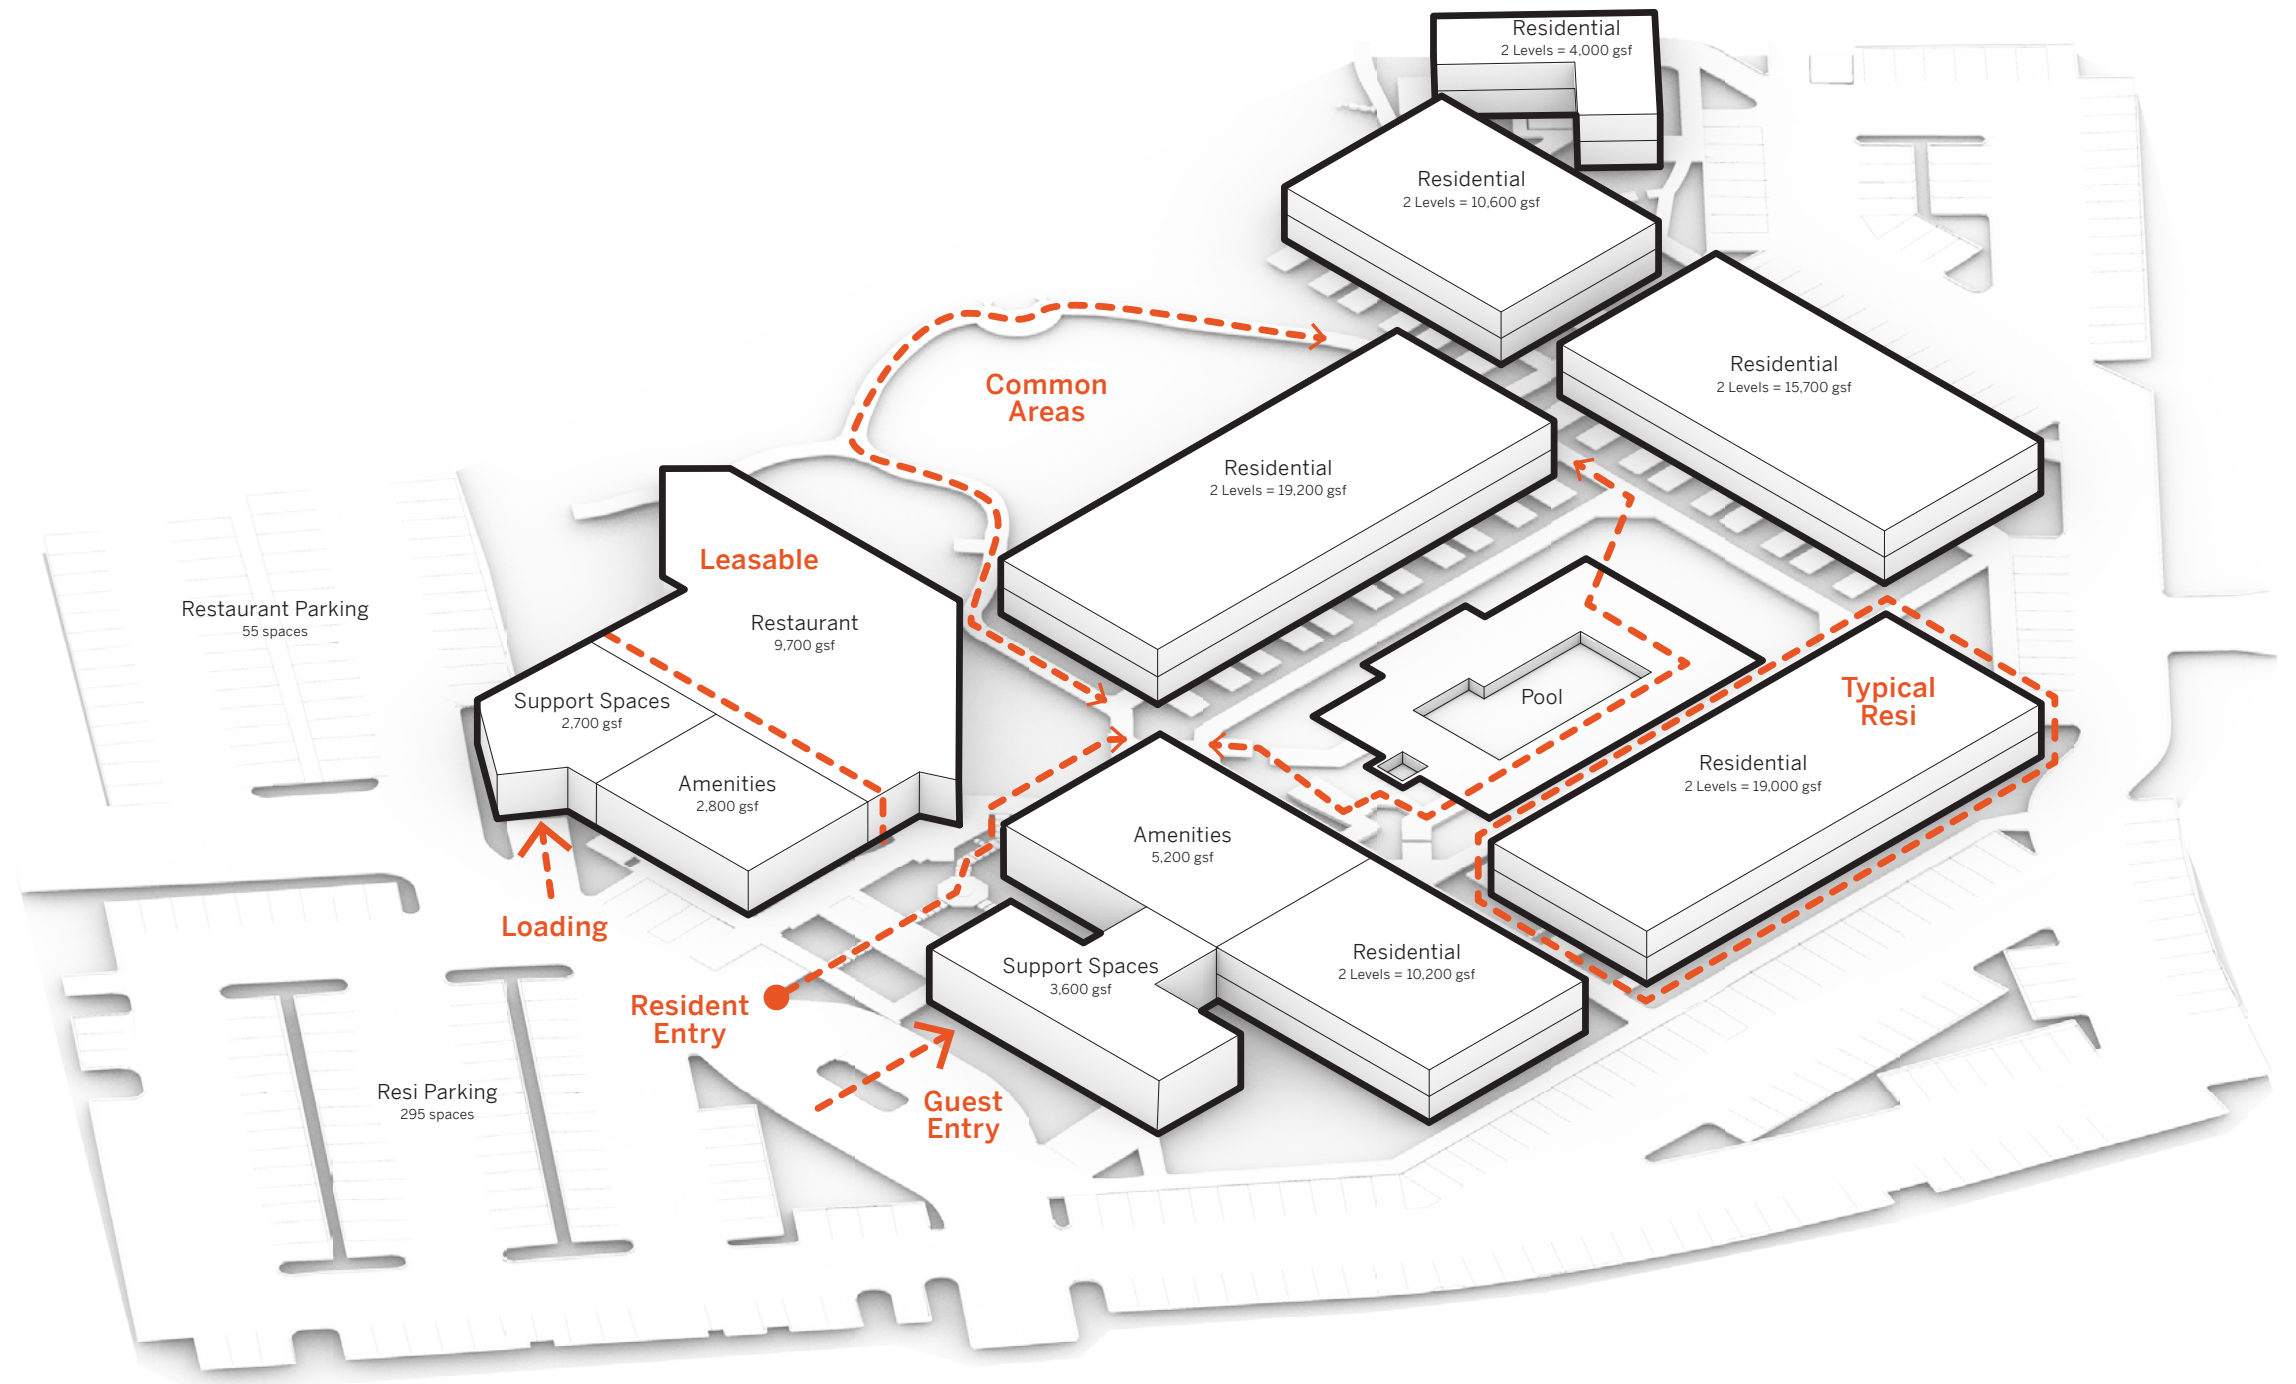 Residential
2 Levels = 4,000 gsf
Residential
2 Levels = 10,600 gsf
Residential
2 Levels = 15,700 gsf
Common
Areas
Residential
2 Levels = 19,200 gsf
Leasable
Restaurant
9,700 gsf
Restaurant Parking
55 spaces
Support Spaces
2,700 gsf
Amenities
2,800 gsf
Pool
Typical
Resi
Residential
2 Levels = 19,000 gsf
Amenities
5,200 gsf
Residential
2 Levels = 10,200 gsf
Support Spaces
3,600 gsf
Loading
Resident
Entry
Guest
Entry
Resi Parking
295 spaces